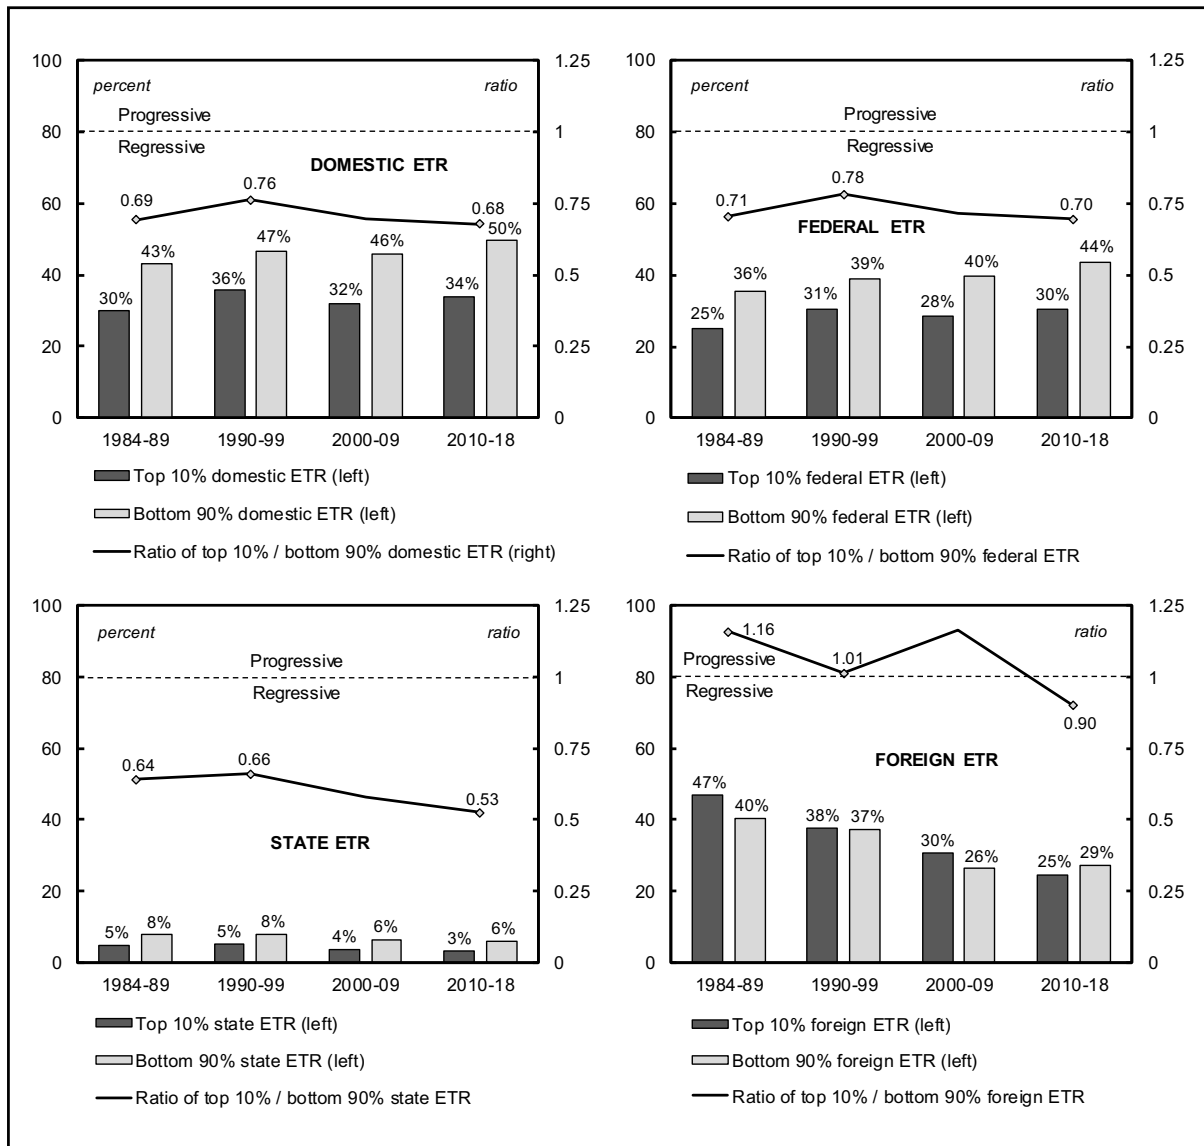 100
80
60
40
20
0
percent
ratio
Progressive
Regressive
DOMESTIC ETR
0.69
0.76
0.68
30%
43%
36%
47%
32%
46%
34%
50%
1.25
1
0.75
0.5
0.25
0
1984-89 1990-99 2000-09 2010-18
Top 10% domestic ETR (left)
Bottom 90% domestic ETR (left)
Ratio of top 10% / bottom 90% domestic ETR (right)
100
80
60
40
20
0
percent
ratio
Progressive
Regressive
FEDERAL ETR
0.71
0.78
0.70
25%
36%
31%
39%
28%
40%
30%
44%
1.25
1
0.75
0.5
0.25
0
1984-89 1990-99 2000-09 2010-18
Top 10% federal ETR (left)
Bottom 90% federal ETR (left)
Ratio of top 10% / bottom 90% federal ETR
100
80
60
40
20
0
percent
ratio
Progressive
Regressive
0.64
0.66
0.53
STATE ETR
5%
8%
5%
8%
4%
6%
3%
6%
1.25
1
0.75
0.5
0.25
0
1984-89 1990-99 2000-09 2010-18
Top 10% state ETR (left)
Bottom 90% state ETR (left)
Ratio of top 10% / bottom 90% state ETR
100
80
60
40
20
0
ratio
1.16
Progressive
Regressive
1.01
0.90
FOREIGN ETR
47%
40%
38%
37%
30%
26%
25%
29%
1.25
1
0.75
0.5
0.25
0
1984-89 1990-99 2000-09 2010-18
Top 10% foreign ETR (left)
Bottom 90% foreign ETR (left)
Ratio of top 10% / bottom 90% foreign ETR